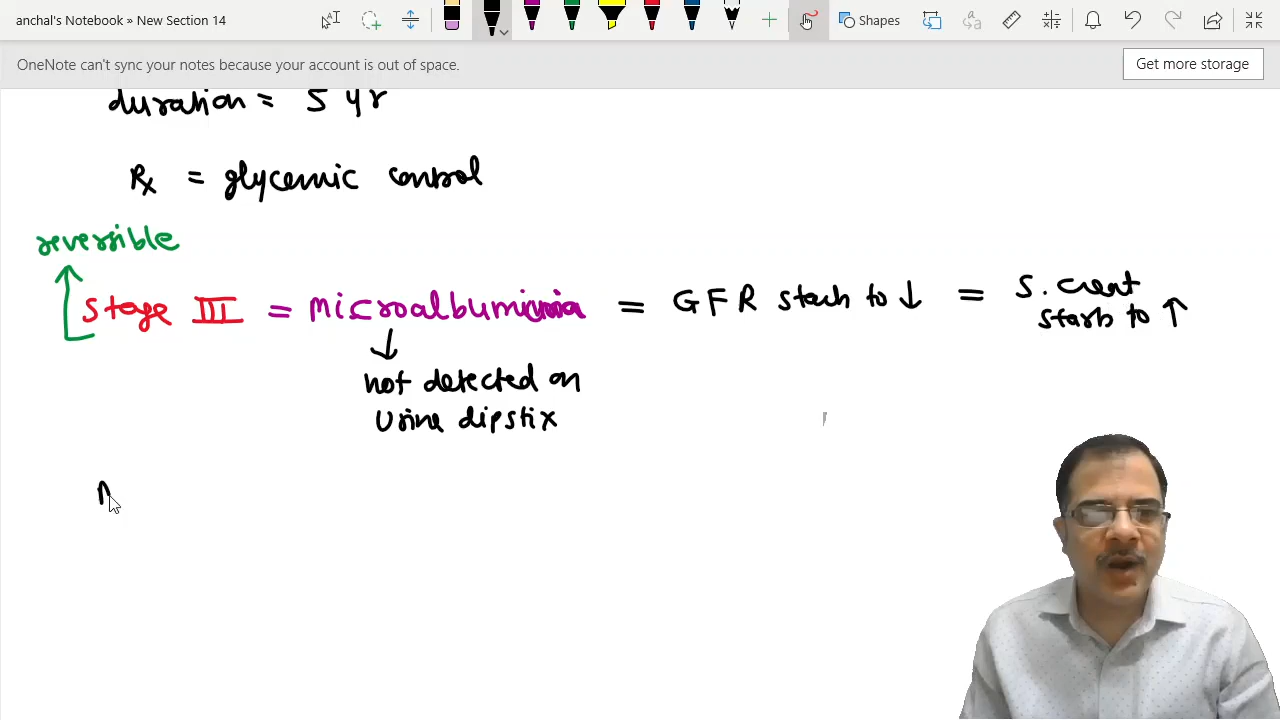 anchal's Notebook » New Section 14
Shapes
OneNote can't sync your notes because your account is out of space.
Get more storage
duration = 5 yr
Rx = glycemic control
reversible
Stage III = Microalbuminuria = GFR starts to ↓ = S. creat
starts to ↑
↓
not detected on
Urine dipstix